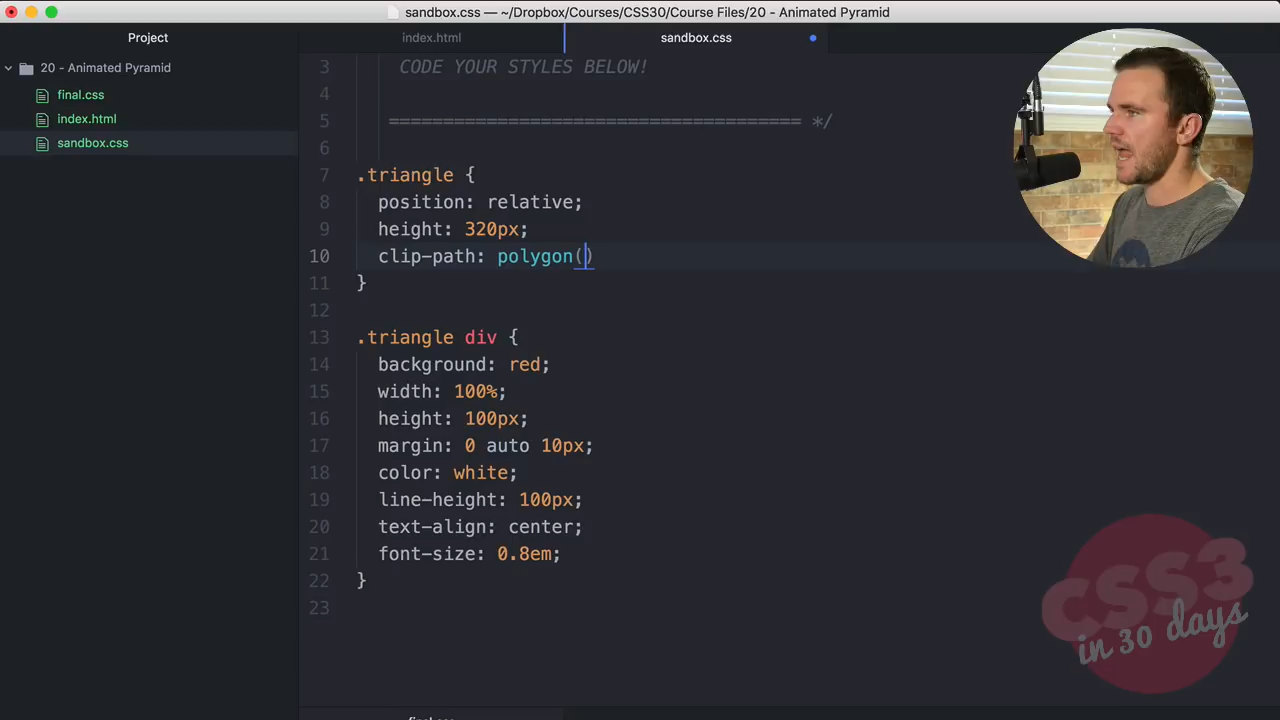 sandbox.css — ~/Dropbox/Courses/CSS30/Course Files/20 - Animated Pyramid
Project
index.html
sandbox.css
20 - Animated Pyramid
final.css
index.html
sandbox.css
3 CODE YOUR STYLES BELOW!
4
5 ====================================== */
6
7 .triangle {
8 position: relative;
9 height: 320px;
10 clip-path: polygon()
11 }
12
13 .triangle div {
14 background: red;
15 width: 100%;
16 height: 100px;
17 margin: 0 auto 10px;
18 color: white;
19 line-height: 100px;
20 text-align: center;
21 font-size: 0.8em;
22 }
23
CSS3
in 30 days